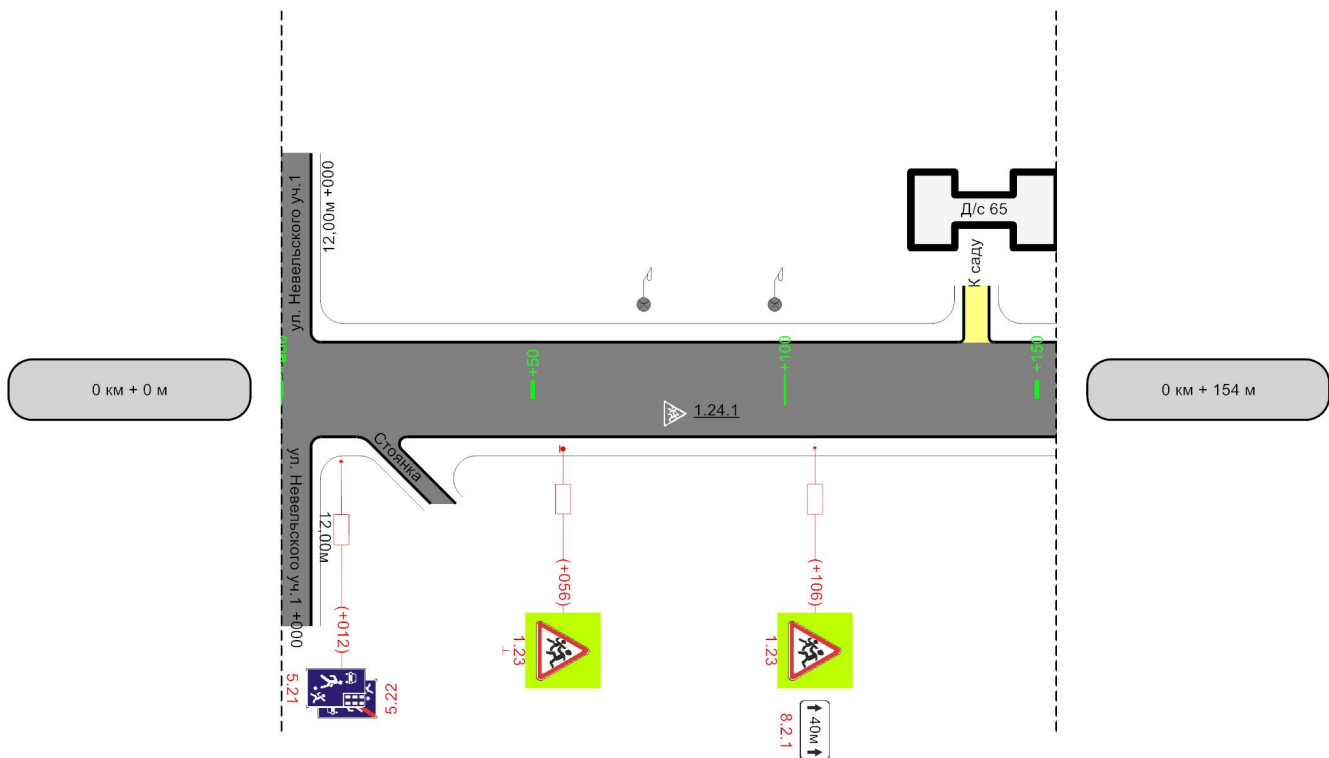 ул. Невельского уч.1
12,00м +000
Д/с 65
К саду
+50
+100
+150
0 км + 0 м
0 км + 154 м
1.24.1
Стоянка
ул. Невельского уч.1 +000
12,00м
(+012)
(+056)
(+106)
5.21
5.22
1.23
1.23
40м
8.2.1